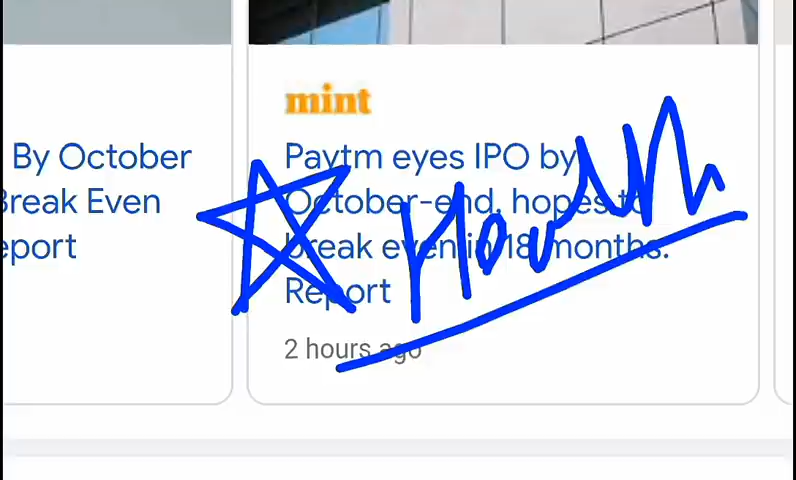 mint
By October
Break Even
eport
Paytm eyes IPO by
October-end, hopes to
break even in 18 months.
Report
2 hours ago